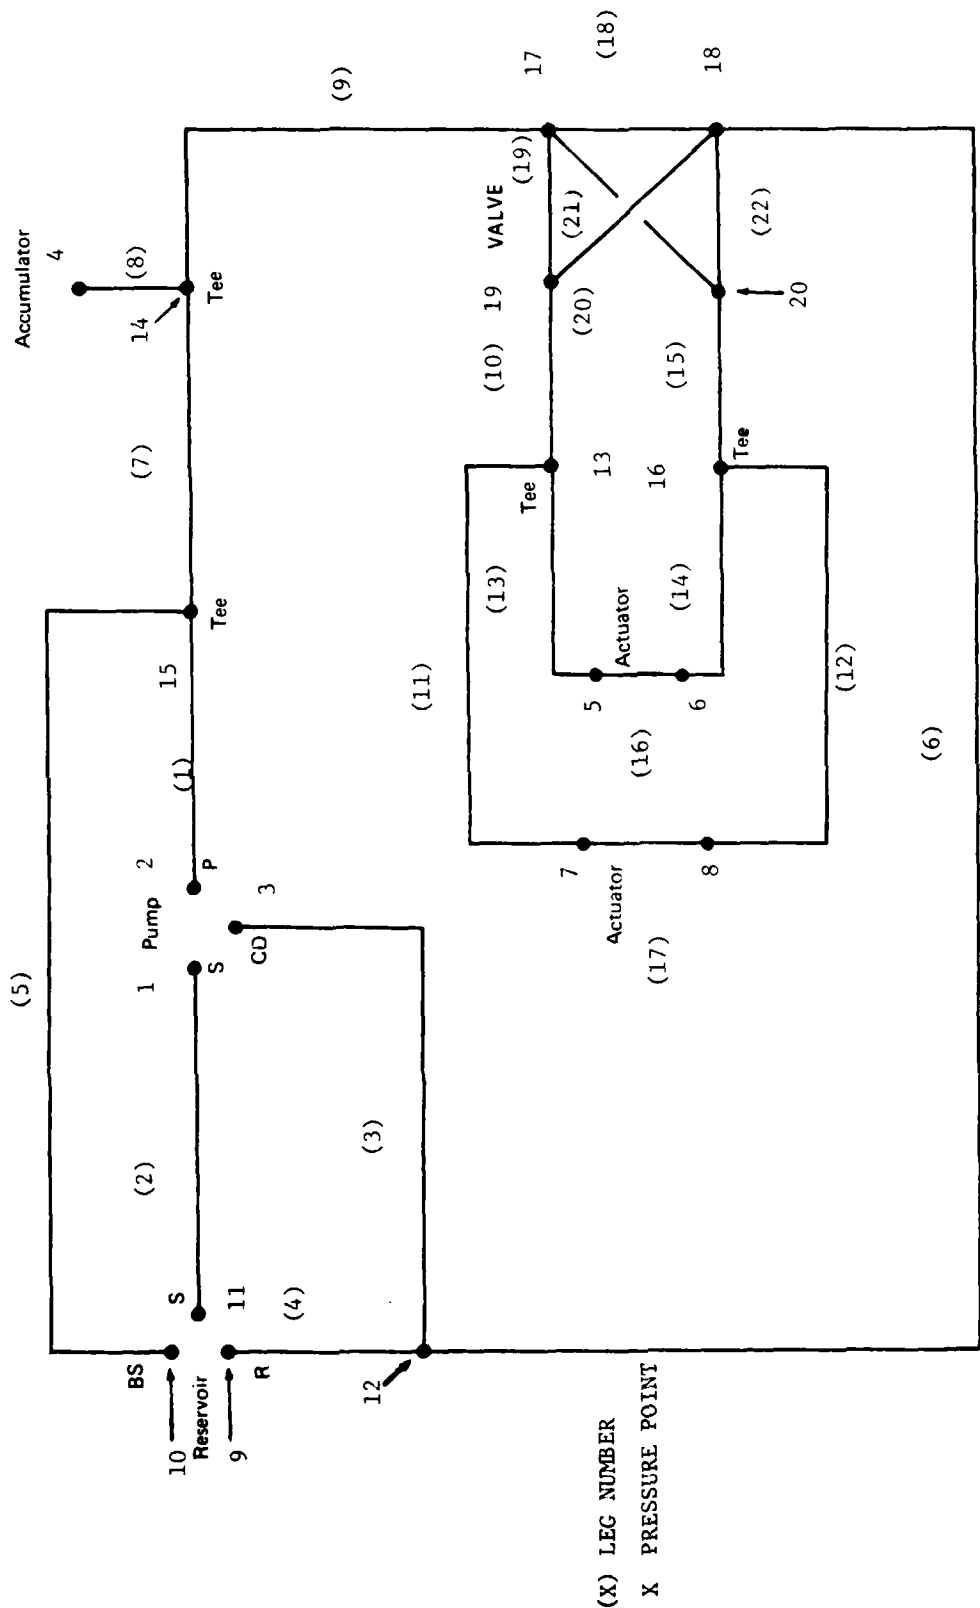 Accumulator
4
(8)
14
Tee
(9)
17
(18)
18
(7)
(19)
VALVE
(21)
(22)
19
(20)
20
(10)
(15)
15
Tee
13
16
Tee
Tee
(1)
(13)
(14)
Actuator
(11)
5
6
(12)
(16)
(6)
2
P
Pump
3
7
8
Actuator
CD
(17)
1
S
(5)
(2)
(3)
S
11
(4)
BS
R
12
10
Reservoir
9
(X) LEG NUMBER
X PRESSURE POINT